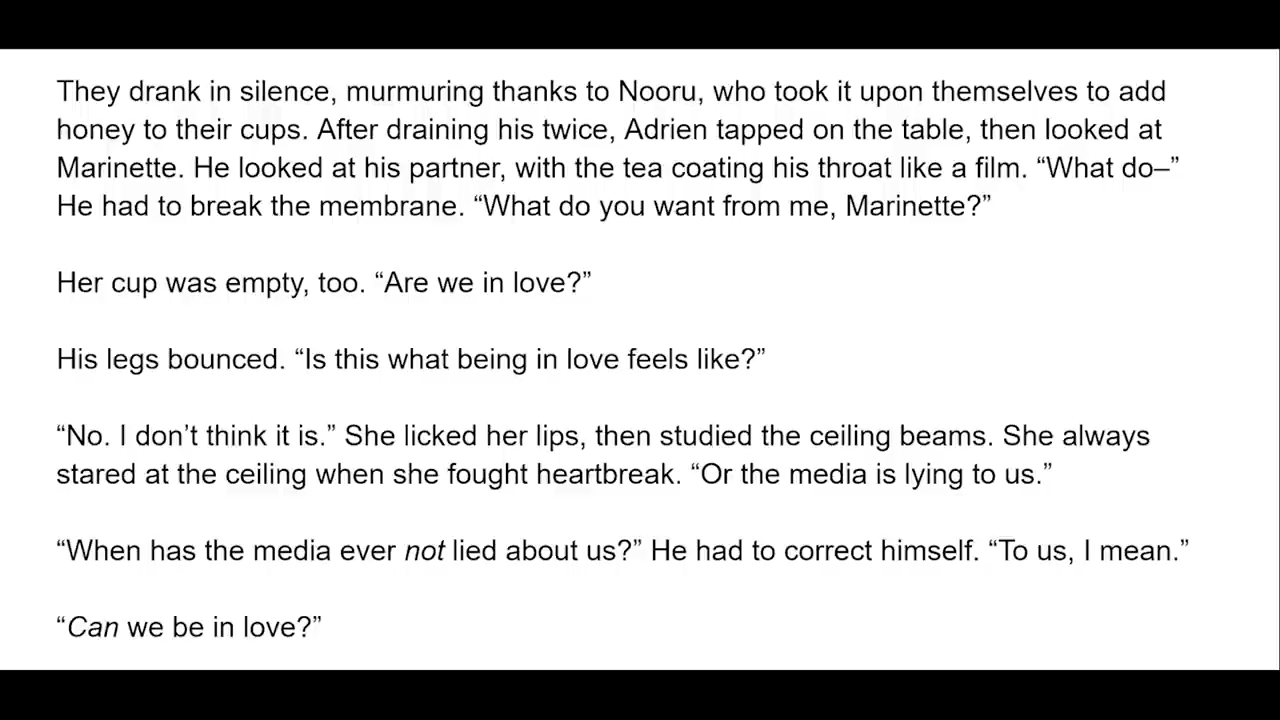 They drank in silence, murmuring thanks to Nooru, who took it upon themselves to add
honey to their cups. After draining his twice, Adrien tapped on the table, then looked at
Marinette. He looked at his partner, with the tea coating his throat like a film. “What do–”
He had to break the membrane. “What do you want from me, Marinette?”
Her cup was empty, too. “Are we in love?”
His legs bounced. “Is this what being in love feels like?”
“No. I don’t think it is.” She licked her lips, then studied the ceiling beams. She always
stared at the ceiling when she fought heartbreak. “Or the media is lying to us.”
“When has the media ever not lied about us?” He had to correct himself. “To us, I mean.”
“Can we be in love?”